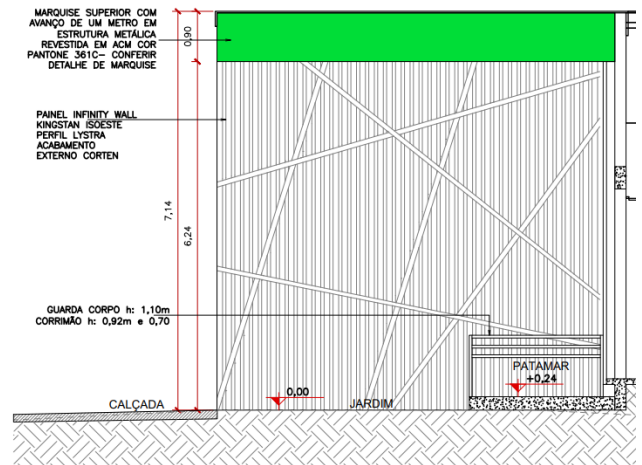 MARQUISE SUPERIOR COM
AVANÇO DE UM METRO EM
ESTRUTURA METÁLICA
REVESTIDA EM ACM COR
PANTONE 361C- CONFERIR
DETALHE DE MARQUISE
0,90
PAINEL INFINITY WALL
KINGSTAN ISOESTE
PERFIL LYSTRA
ACABAMENTO
EXTERNO CORTEN
7,14
6,24
GUARDA CORPO h: 1,10m
CORRIMÃO h: 0,92m e 0,70
PATAMAR
+0,24
0,00
CALÇADA
JARDIM